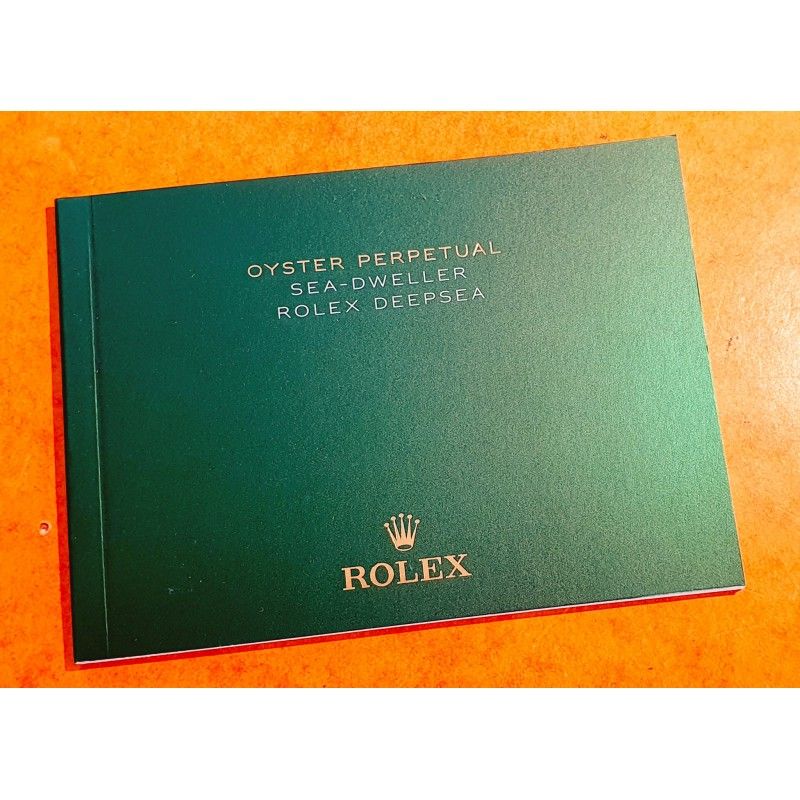 OYSTER PERPETUAL
SEA-DWELLER
ROLEX DEEPSEA
ROLEX